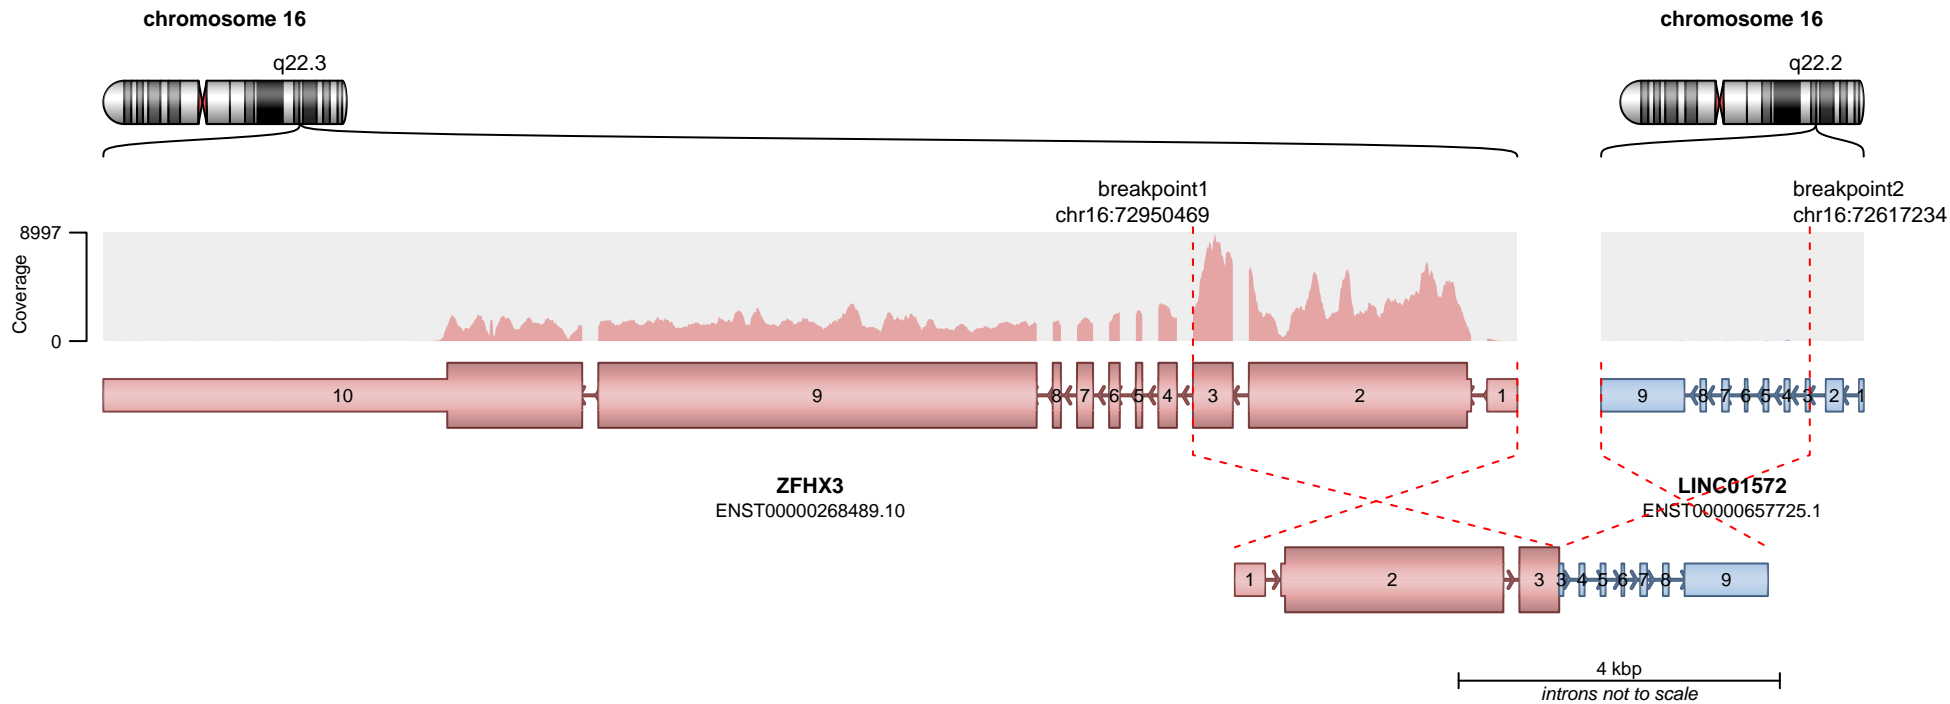 chromosome 16
chromosome 16
q22.3
q22.2
breakpoint1
chr16:72950469
breakpoint2
chr16:72617234
8997
Coverage
0
10 9 8 7 6 5 4 3 2 1
9 8 7 6 5 4 3 2 1
ZFHX3
ENST00000268489.10
LINC01572
ENST00000657725.1
1 2 3 3 4 5 6 7 8 9
4 kbp
introns not to scale